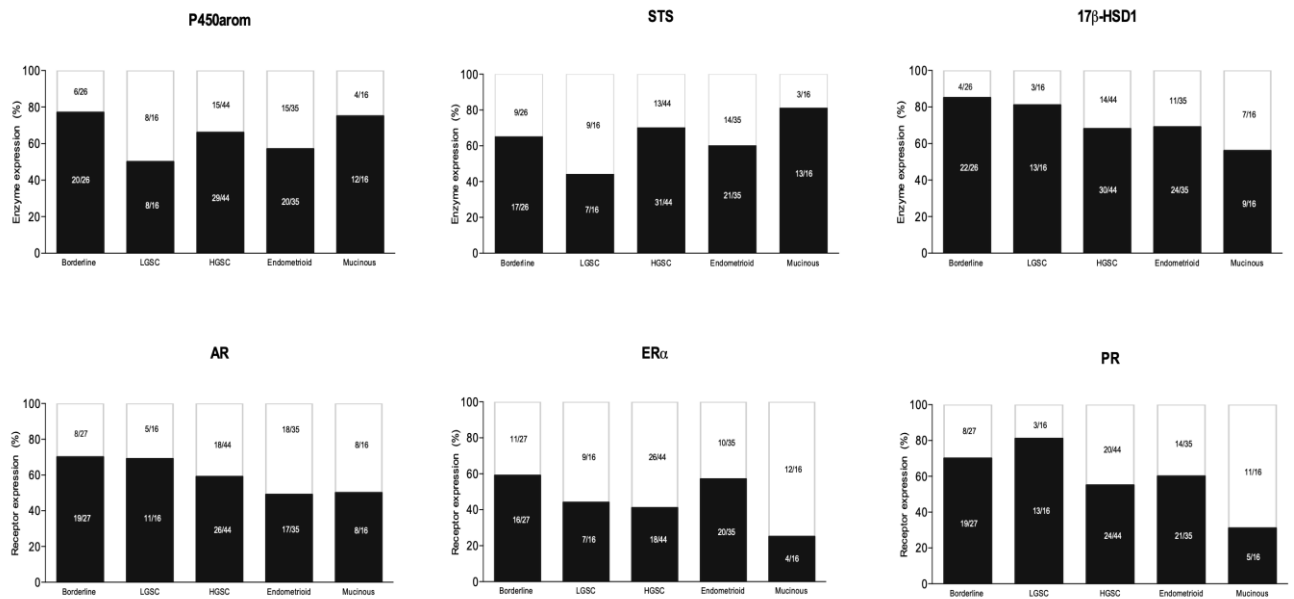 P450arom
Enzyme expression (%)
100
80
60
40
20
0
6/26
8/16
15/44
15/35
4/16
20/26
8/16
29/44
20/35
12/16
Borderline
LGSC
HGSC
Endometrioid
Mucinous
STS
Enzyme expression (%)
100
80
60
40
20
0
9/26
9/16
13/44
14/35
3/16
17/26
7/16
31/44
21/35
13/16
Borderline
LGSC
HGSC
Endometrioid
Mucinous
17β-HSD1
Enzyme expression (%)
100
80
60
40
20
0
4/26
3/16
14/44
11/35
7/16
22/26
13/16
30/44
24/35
9/16
Borderline
LGSC
HGSC
Endometrioid
Mucinous
AR
Receptor expression (%)
100
80
60
40
20
0
8/27
5/16
18/44
18/35
8/16
19/27
11/16
26/44
17/35
8/16
Borderline
LGSC
HGSC
Endometrioid
Mucinous
ERα
Receptor expression (%)
100
80
60
40
20
0
11/27
9/16
26/44
10/35
12/16
16/27
7/16
18/44
20/35
4/16
Borderline
LGSC
HGSC
Endometrioid
Mucinous
PR
Receptor expression (%)
100
80
60
40
20
0
8/27
3/16
20/44
14/35
11/16
19/27
13/16
24/44
21/35
5/16
Borderline
LGSC
HGSC
Endometrioid
Mucinous